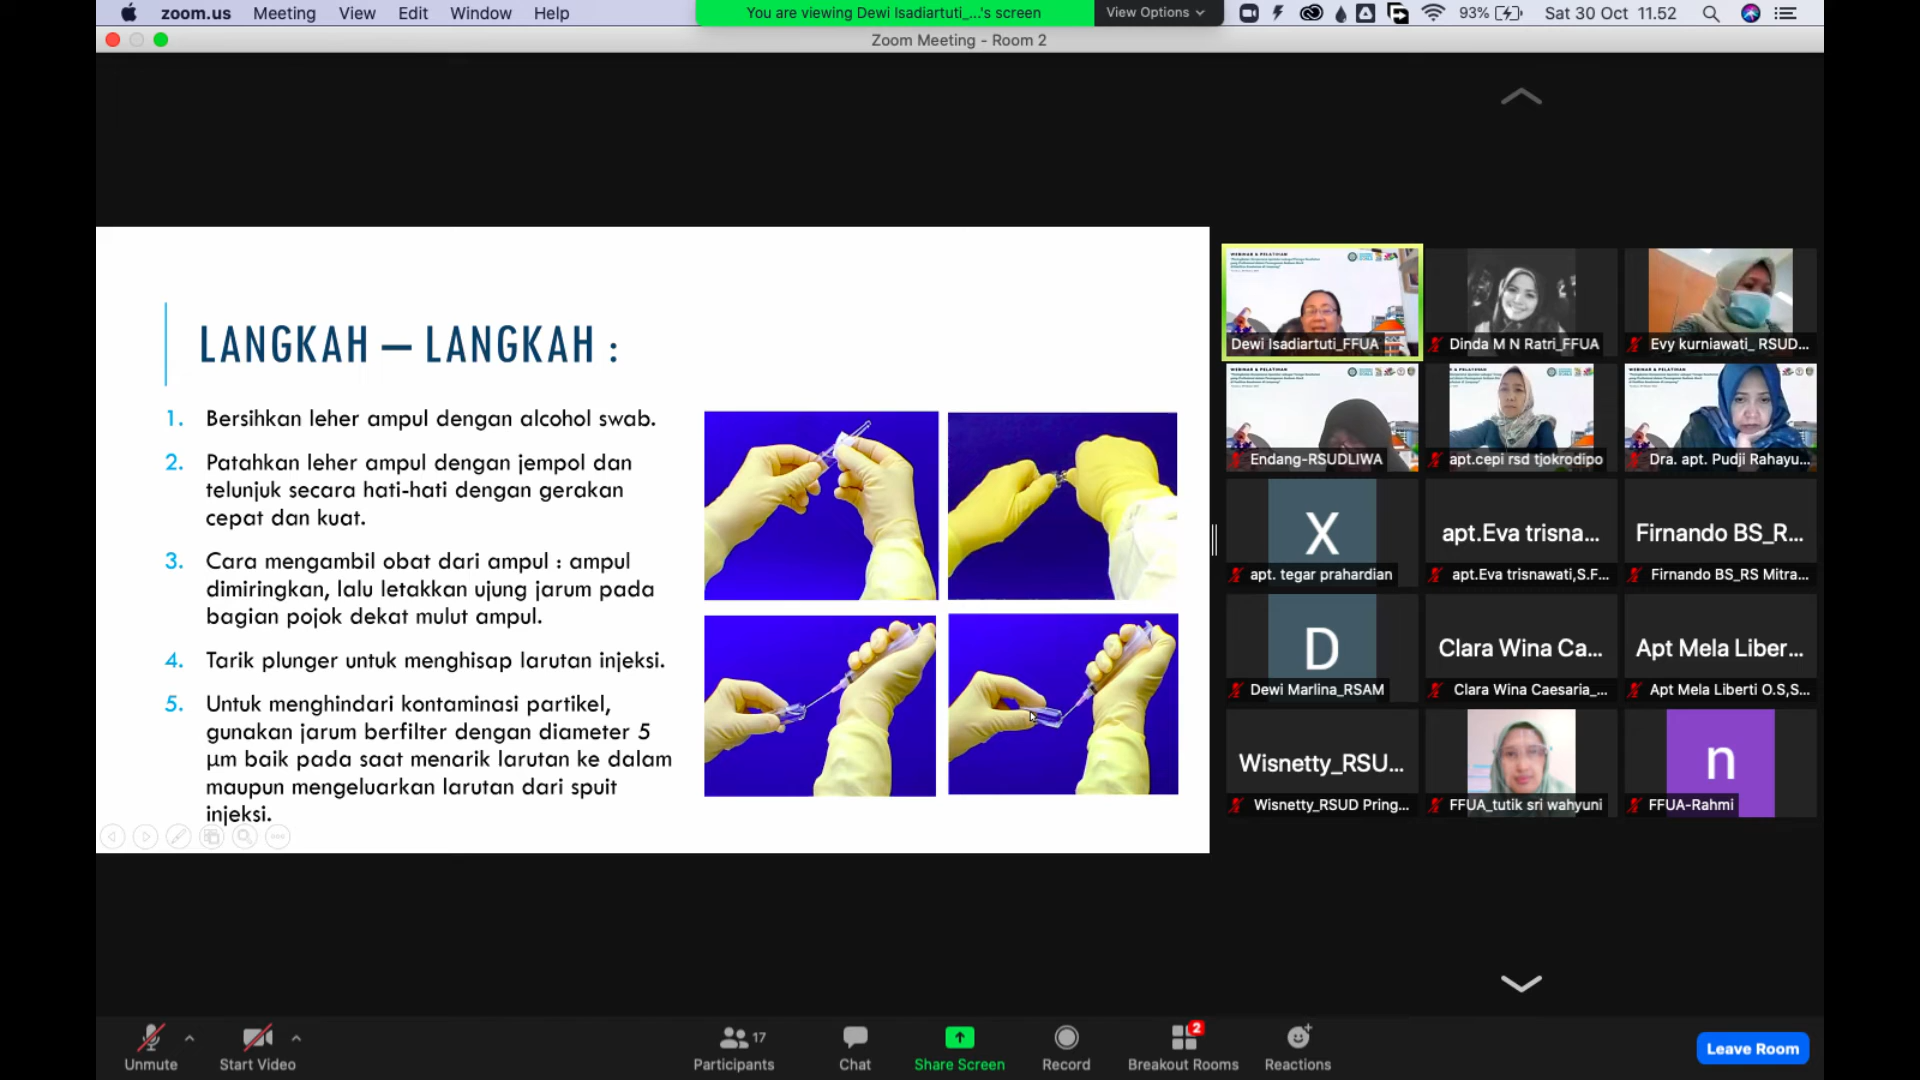 zoom.us Meeting View Edit Window Help
You are viewing Dewi Isadiartuti_...'s screen
View Options
93%
Sat 30 Oct 11.52
Zoom Meeting - Room 2
LANGKAH – LANGKAH :
1. Bersihkan leher ampul dengan alcohol swab.
2. Patahkan leher ampul dengan jempol dan
telunjuk secara hati-hati dengan gerakan
cepat dan kuat.
3. Cara mengambil obat dari ampul : ampul
dimiringkan, lalu letakkan ujung jarum pada
bagian pojok dekat mulut ampul.
4. Tarik plunger untuk menghisap larutan injeksi.
5. Untuk menghindari kontaminasi partikel,
gunakan jarum berfilter dengan diameter 5
µm baik pada saat menarik larutan ke dalam
maupun mengeluarkan larutan dari spuit
injeksi.
WEBINAR & PELATIHAN
Dewi Isadiartuti_FFUA
Dinda M N Ratri_FFUA
Evy kurniawati_ RSUD...
WEBINAR & PELATIHAN
Endang-RSUDLIWA
apt.cepi rsd tjokrodipo
WEBINAR & PELATIHAN
Dra. apt. Pudji Rahayu...
X
apt. tegar prahardian
apt.Eva trisna...
apt.Eva trisnawati,S.F...
Firnando BS_R...
Firnando BS_RS Mitra...
D
Dewi Marlina_RSAM
Clara Wina Ca...
Clara Wina Caesaria_...
Apt Mela Liber...
Apt Mela Liberti O.S,S...
Wisnetty_RSU...
Wisnetty_RSUD Pring...
FFUA_tutik sri wahyuni
n
FFUA-Rahmi
Unmute
Start Video
17
Participants
Chat
Share Screen
Record
2
Breakout Rooms
Reactions
Leave Room